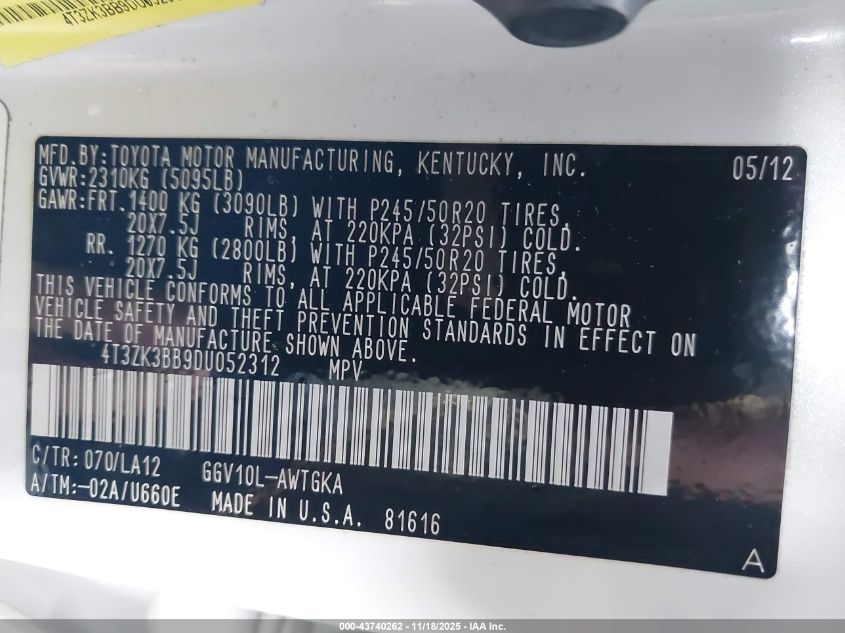 4T3ZK3BB9DU0523
MFD.BY:TOYOTA MOTOR MANUFACTURING, KENTUCKY, INC. 05/12
GVWR:2310KG (5095LB)
GAWR:FRT.1400 KG (3090LB) WITH P245/50R20 TIRES,
20X7.5J RIMS, AT 220KPA (32PSI) COLD.
RR. 1270 KG (2800LB) WITH P245/50R20 TIRES,
20X7.5J RIMS, AT 220KPA (32PSI) COLD.
THIS VEHICLE CONFORMS TO ALL APPLICABLE FEDERAL MOTOR
VEHICLE SAFETY AND THEFT PREVENTION STANDARDS IN EFFECT ON
THE DATE OF MANUFACTURE SHOWN ABOVE.
4T3ZK3BB9DU052312 MPV
C/TR: 070/LA12 GGV10L-AWTGKA
A/TM:-02A/U660E MADE IN U.S.A. 81616
A
000-43740262 - 11/18/2025 - IAA Inc.